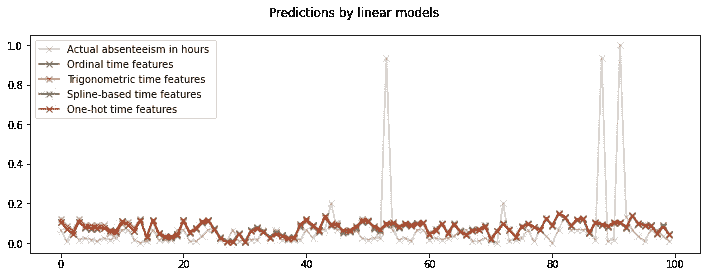 Predictions by linear models
1.0
0.8
0.6
0.4
0.2
0.0
Actual absenteeism in hours
Ordinal time features
Trigonometric time features
Spline-based time features
One-hot time features
0 20 40 60 80 100